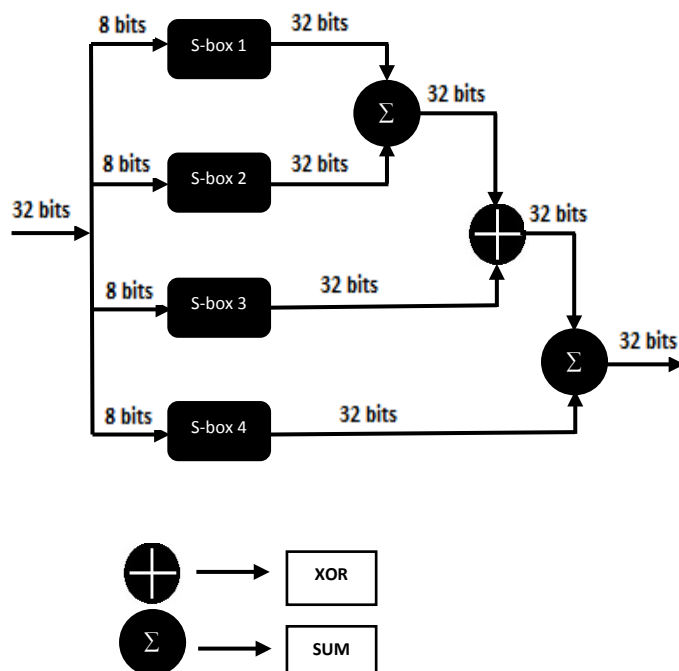 8 bits S-box 1 32 bits
Σ 32 bits
8 bits S-box 2 32 bits
32 bits
32 bits
8 bits S-box 3 32 bits
Σ 32 bits
8 bits S-box 4 32 bits
XOR
Σ SUM